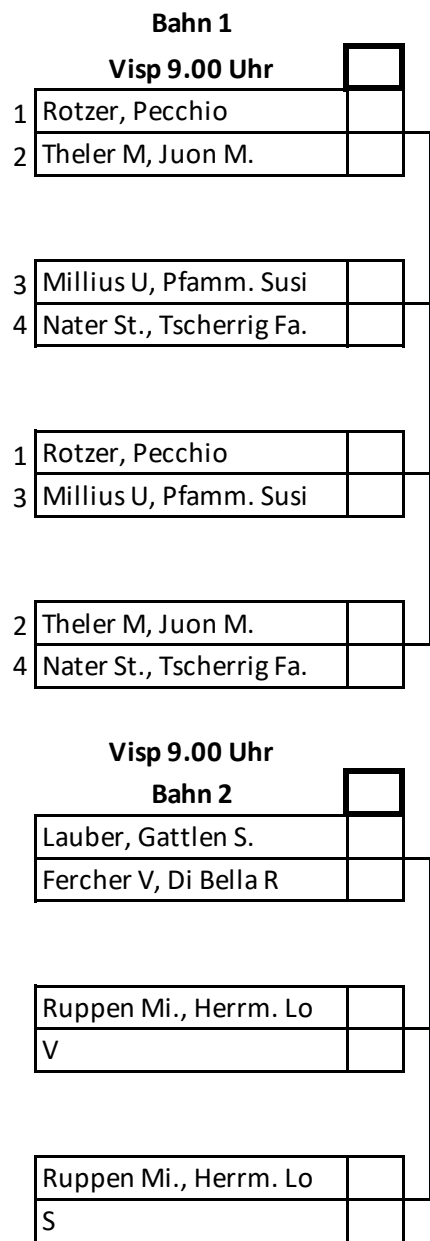 Bahn 1
Visp 9.00 Uhr
1 Rotzer, Pecchio
2 Theler M, Juon M.
3 Millius U, Pfamm. Susi
4 Nater St., Tscherrig Fa.
1 Rotzer, Pecchio
3 Millius U, Pfamm. Susi
2 Theler M, Juon M.
4 Nater St., Tscherrig Fa.
Visp 9.00 Uhr
Bahn 2
Lauber, Gattlen S.
Fercher V, Di Bella R
Ruppen Mi., Herrm. Lo
V
Ruppen Mi., Herrm. Lo
S